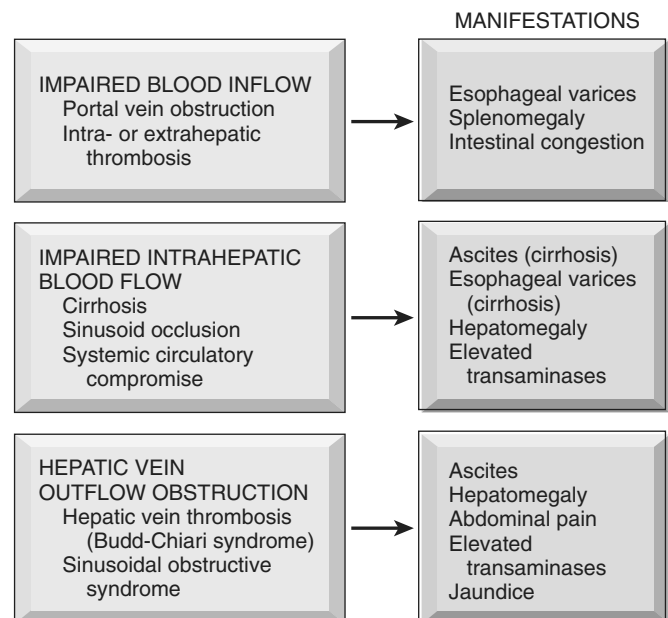 MANIFESTATIONS
IMPAIRED BLOOD INFLOW
Portal vein obstruction
Intra- or extrahepatic
thrombosis
Esophageal varices
Splenomegaly
Intestinal congestion
IMPAIRED INTRAHEPATIC
BLOOD FLOW
Cirrhosis
Sinusoid occlusion
Systemic circulatory
compromise
Ascites (cirrhosis)
Esophageal varices
(cirrhosis)
Hepatomegaly
Elevated
transaminases
HEPATIC VEIN
OUTFLOW OBSTRUCTION
Hepatic vein thrombosis
(Budd-Chiari syndrome)
Sinusoidal obstructive
syndrome
Ascites
Hepatomegaly
Abdominal pain
Elevated
transaminases
Jaundice